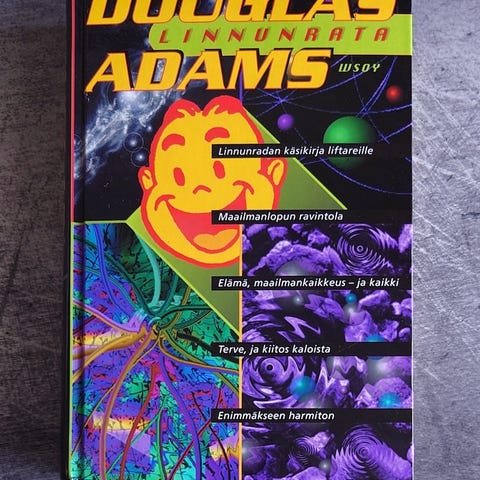 DOUGLAS
LINNUNRATA
ADAMS
WSOY
Linnunradan käsikirja liftareille
Maailmanlopun ravintola
Elämä, maailmankaikkeus – ja kaikki
Terve, ja kiitos kaloista
Enimmäkseen harmiton